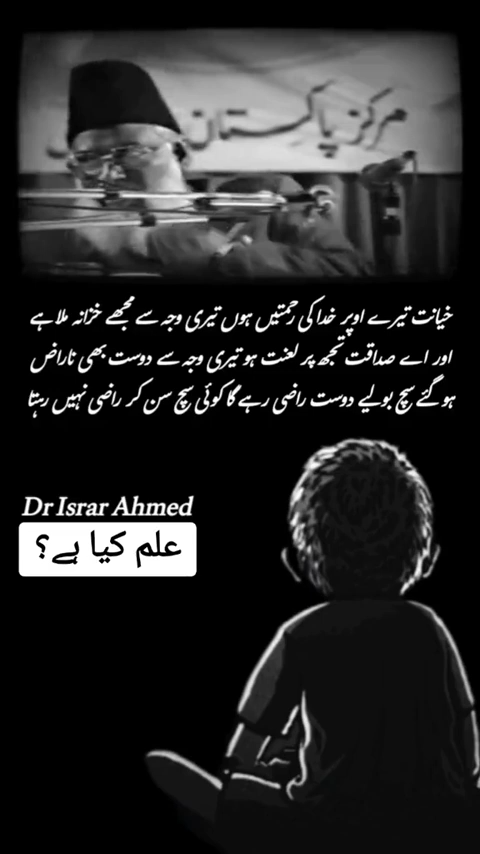 مرکز پاکستان
خیانت تیرے اوپر خدا کی رحمتیں ہوں تیری وجہ سے مجھے خزانہ ملا ہے
اور اے صداقت تجھ پر لعنت ہو تیری وجہ سے دوست بھی ناراض
ہو گئے سچ بولیے دوست راضی رہے گا کوئی سچ سن کر راضی نہیں رہتا
Dr Israr Ahmed
علم کیا ہے؟